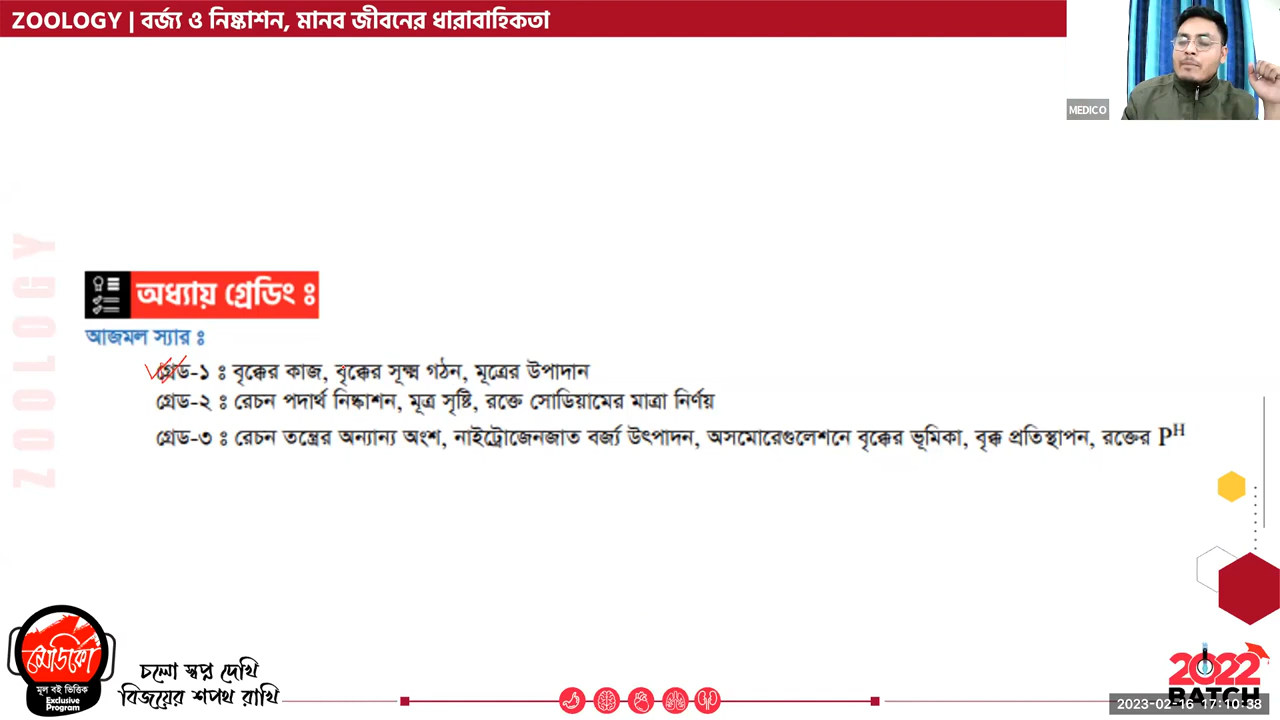 ZOOLOGY | বর্জ্য ও নিষ্কাশন, মানব জীবনের ধারাবাহিকতা
MEDICO
ZOOLOGY
অধ্যায় গ্রেডিং ঃ
আজমল স্যার ঃ
গ্রেড-১ ঃ বৃক্কের কাজ, বৃক্কের সূক্ষ্ম গঠন, মূত্রের উপাদান
গ্রেড-২ ঃ রেচন পদার্থ নিষ্কাশন, মূত্র সৃষ্টি, রক্তে সোডিয়ামের মাত্রা নির্ণয়
গ্রেড-৩ ঃ রেচন তন্ত্রের অন্যান্য অংশ, নাইট্রোজেনজাত বর্জ্য উৎপাদন, অসমোরেগুলেশনে বৃক্কের ভূমিকা, বৃক্ক প্রতিস্থাপন, রক্তের P^H
মেডিকো
মূল বই ভিত্তিক
Exclusive
Program
চলো স্বপ্ন দেখি
বিজয়ের শপথ রাখি
2022
BATCH
2023-02-16 17:10:38